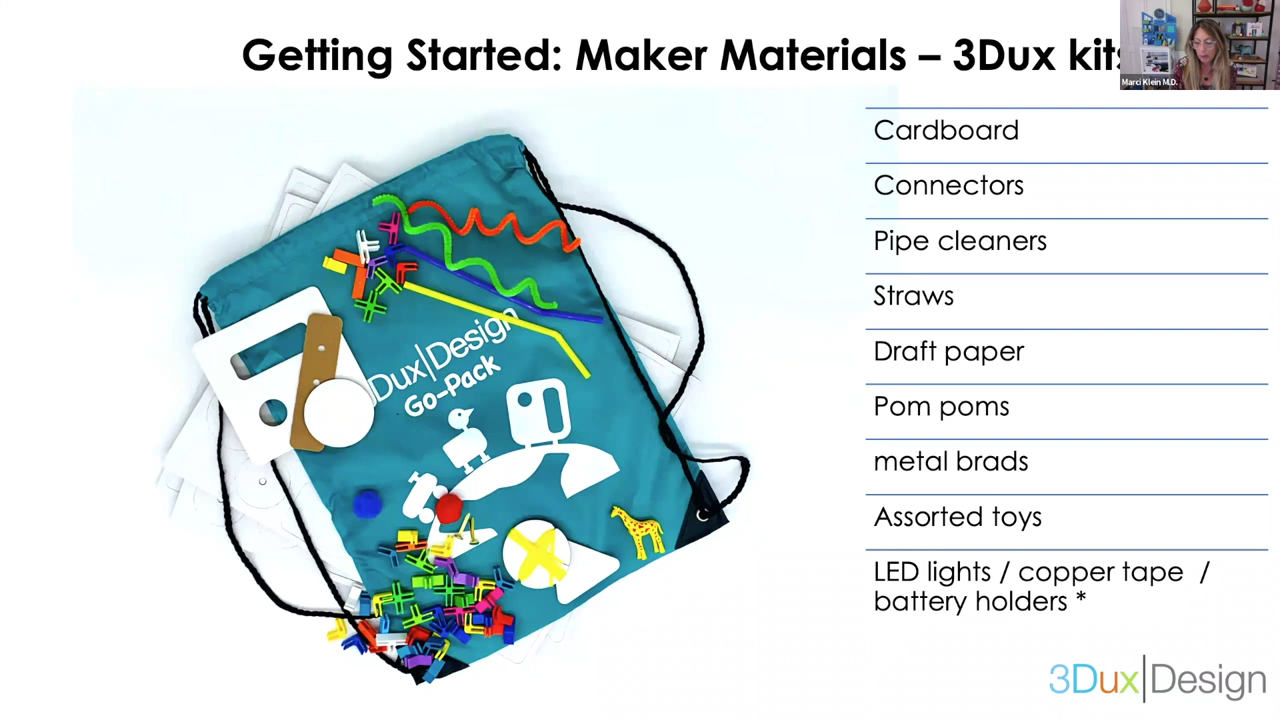 Getting Started: Maker Materials – 3Dux kits
Marci Klein M.D.
Cardboard
Connectors
Pipe cleaners
Straws
Draft paper
Pom poms
metal brads
Assorted toys
LED lights / copper tape /
battery holders *
Dux|Design
Go-Pack
3Dux|Design